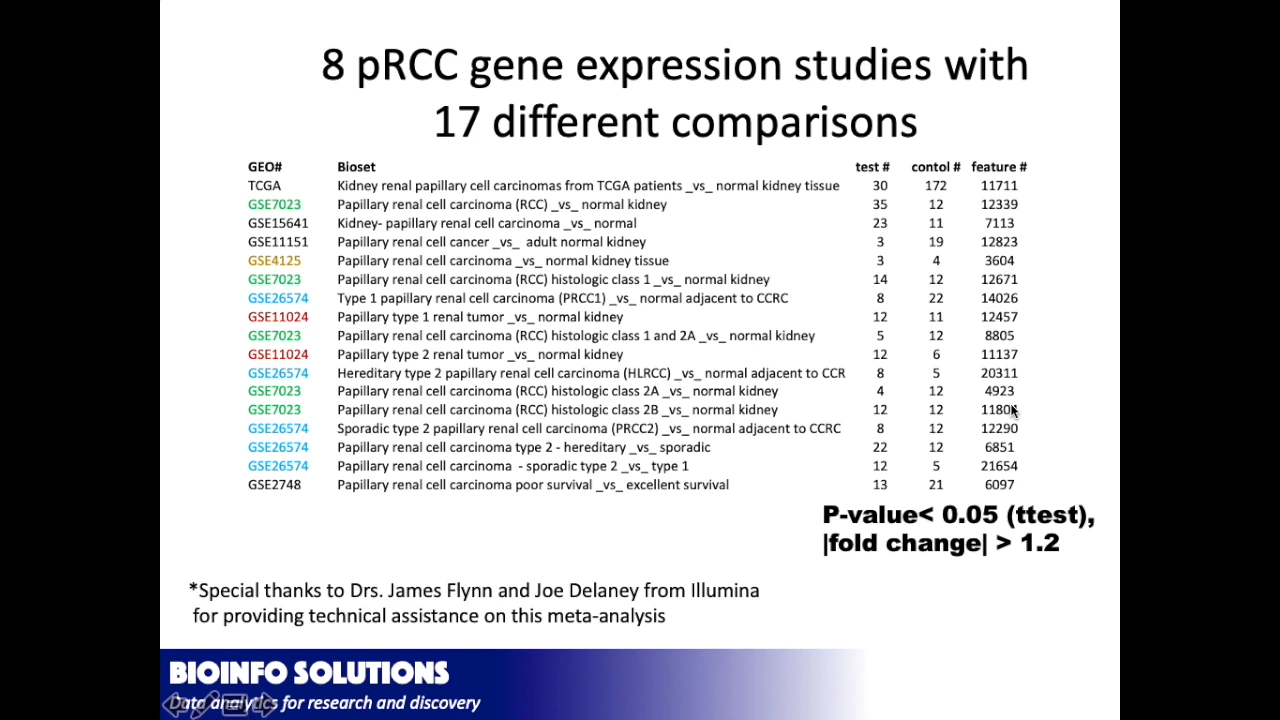 8 pRCC gene expression studies with
17 different comparisons
GEO# Bioset test # contol # feature #
TCGA Kidney renal papillary cell carcinomas from TCGA patients _vs_ normal kidney tissue 30 172 11711
GSE7023 Papillary renal cell carcinoma (RCC) _vs_ normal kidney 35 12 12339
GSE15641 Kidney- papillary renal cell carcinoma _vs_ normal 23 11 7113
GSE11151 Papillary renal cell cancer _vs_ adult normal kidney 3 19 12823
GSE4125 Papillary renal cell carcinoma _vs_ normal kidney tissue 3 4 3604
GSE7023 Papillary renal cell carcinoma (RCC) histologic class 1 _vs_ normal kidney 14 12 12671
GSE26574 Type 1 papillary renal cell carcinoma (PRCC1) _vs_ normal adjacent to CCRC 8 22 14026
GSE11024 Papillary type 1 renal tumor _vs_ normal kidney 12 11 12457
GSE7023 Papillary renal cell carcinoma (RCC) histologic class 1 and 2A _vs_ normal kidney 5 12 8805
GSE11024 Papillary type 2 renal tumor _vs_ normal kidney 12 6 11137
GSE26574 Hereditary type 2 papillary renal cell carcinoma (HLRCC) _vs_ normal adjacent to CCR 8 5 20311
GSE7023 Papillary renal cell carcinoma (RCC) histologic class 2A _vs_ normal kidney 4 12 4923
GSE7023 Papillary renal cell carcinoma (RCC) histologic class 2B _vs_ normal kidney 12 12
GSE26574 Sporadic type 2 papillary renal cell carcinoma (PRCC2) _vs_ normal adjacent to CCRC 8 12 12290
GSE26574 Papillary renal cell carcinoma type 2 - hereditary _vs_ sporadic 22 12 6851
GSE26574 Papillary renal cell carcinoma - sporadic type 2 _vs_ type 1 12 5 21654
GSE2748 Papillary renal cell carcinoma poor survival _vs_ excellent survival 13 21 6097
P-value< 0.05 (ttest),
|fold change| > 1.2
*Special thanks to Drs. James Flynn and Joe Delaney from Illumina
for providing technical assistance on this meta-analysis
BIOINFO SOLUTIONS
Data analytics for research and discovery